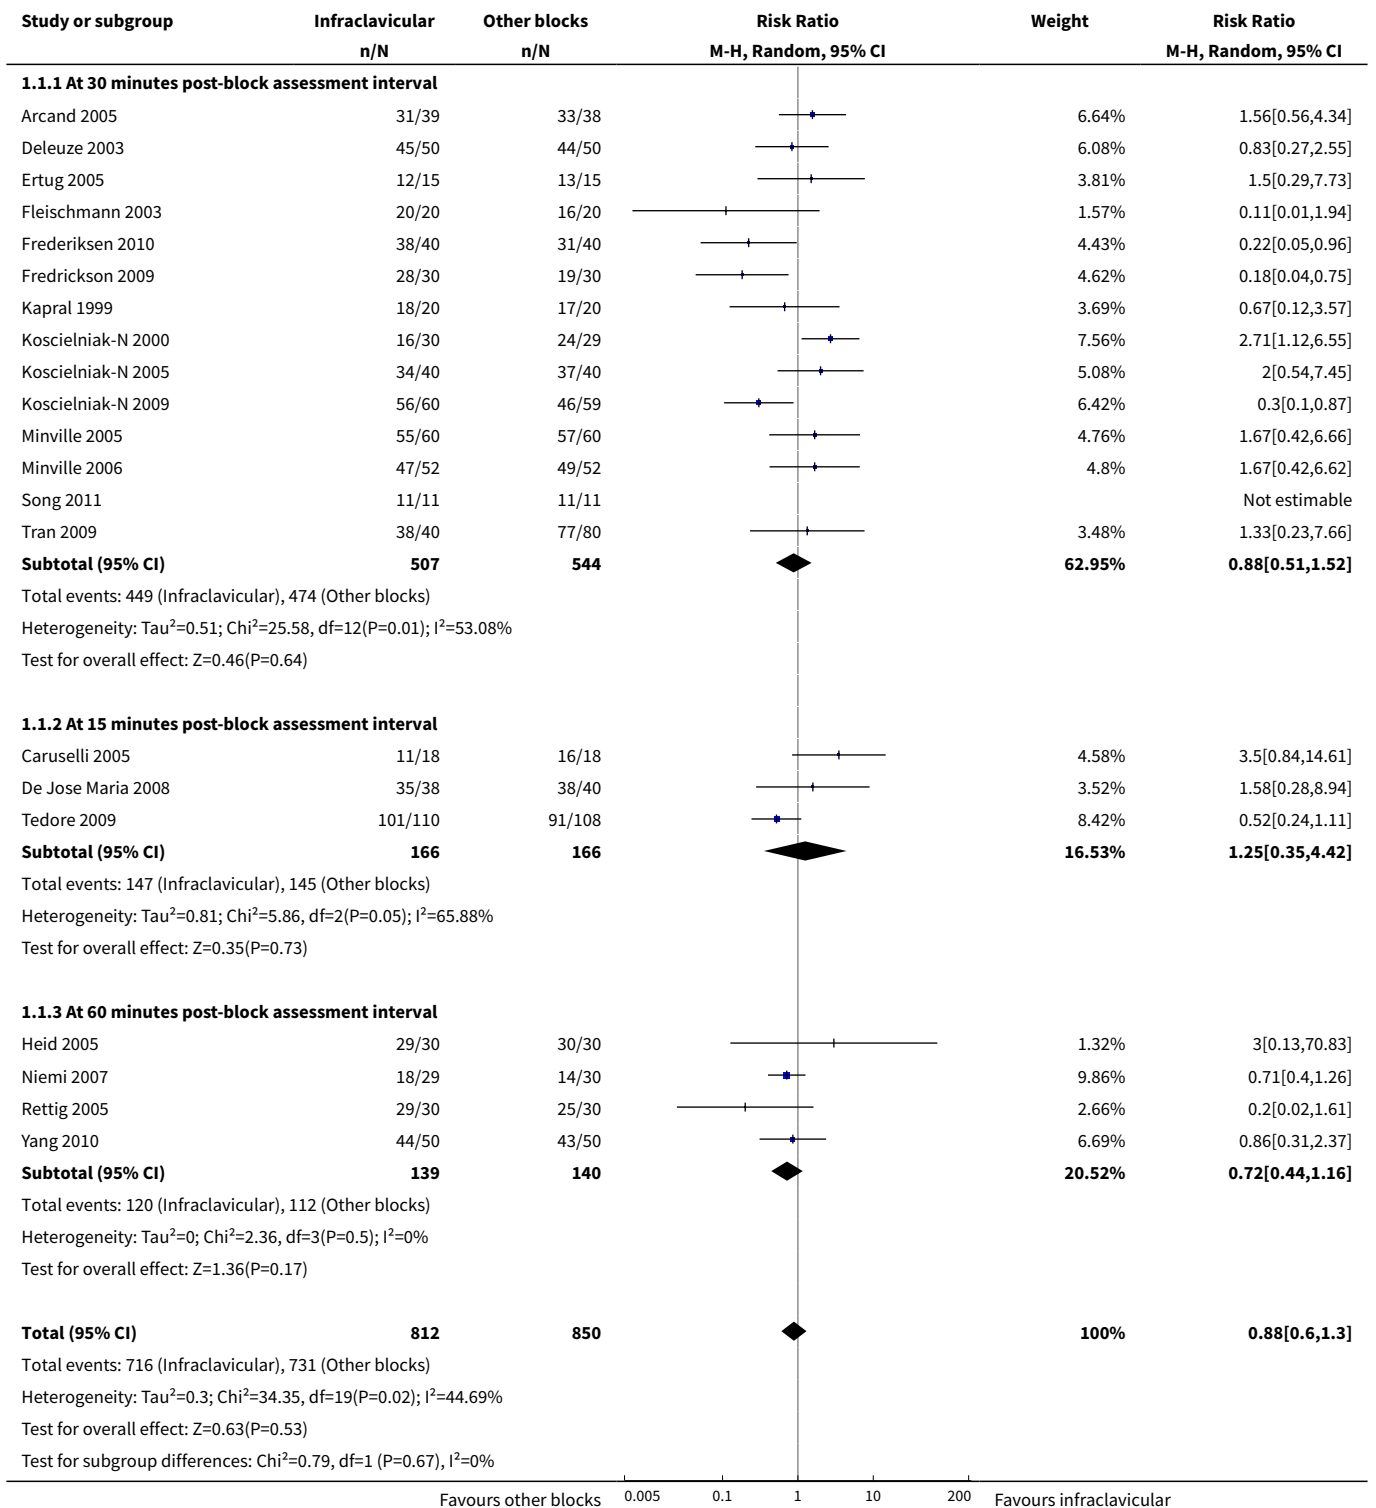 Study or subgroup Infraclavicular Other blocks Risk Ratio Weight Risk Ratio
n/N n/N M-H, Random, 95% CI M-H, Random, 95% CI
1.1.1 At 30 minutes post-block assessment interval
Arcand 2005 31/39 33/38 6.64% 1.56[0.56,4.34]
Deleuze 2003 45/50 44/50 6.08% 0.83[0.27,2.55]
Ertug 2005 12/15 13/15 3.81% 1.5[0.29,7.73]
Fleischmann 2003 20/20 16/20 1.57% 0.11[0.01,1.94]
Frederiksen 2010 38/40 31/40 4.43% 0.22[0.05,0.96]
Fredrickson 2009 28/30 19/30 4.62% 0.18[0.04,0.75]
Kapral 1999 18/20 17/20 3.69% 0.67[0.12,3.57]
Koscielniak-N 2000 16/30 24/29 7.56% 2.71[1.12,6.55]
Koscielniak-N 2005 34/40 37/40 5.08% 2[0.54,7.45]
Koscielniak-N 2009 56/60 46/59 6.42% 0.3[0.1,0.87]
Minville 2005 55/60 57/60 4.76% 1.67[0.42,6.66]
Minville 2006 47/52 49/52 4.8% 1.67[0.42,6.62]
Song 2011 11/11 11/11 Not estimable
Tran 2009 38/40 77/80 3.48% 1.33[0.23,7.66]
Subtotal (95% CI) 507 544 62.95% 0.88[0.51,1.52]
Total events: 449 (Infraclavicular), 474 (Other blocks)
Heterogeneity: Tau²=0.51; Chi²=25.58, df=12(P=0.01); I²=53.08%
Test for overall effect: Z=0.46(P=0.64)
1.1.2 At 15 minutes post-block assessment interval
Caruselli 2005 11/18 16/18 4.58% 3.5[0.84,14.61]
De Jose Maria 2008 35/38 38/40 3.52% 1.58[0.28,8.94]
Tedore 2009 101/110 91/108 8.42% 0.52[0.24,1.11]
Subtotal (95% CI) 166 166 16.53% 1.25[0.35,4.42]
Total events: 147 (Infraclavicular), 145 (Other blocks)
Heterogeneity: Tau²=0.81; Chi²=5.86, df=2(P=0.05); I²=65.88%
Test for overall effect: Z=0.35(P=0.73)
1.1.3 At 60 minutes post-block assessment interval
Heid 2005 29/30 30/30 1.32% 3[0.13,70.83]
Niemi 2007 18/29 14/30 9.86% 0.71[0.4,1.26]
Rettig 2005 29/30 25/30 2.66% 0.2[0.02,1.61]
Yang 2010 44/50 43/50 6.69% 0.86[0.31,2.37]
Subtotal (95% CI) 139 140 20.52% 0.72[0.44,1.16]
Total events: 120 (Infraclavicular), 112 (Other blocks)
Heterogeneity: Tau²=0; Chi²=2.36, df=3(P=0.5); I²=0%
Test for overall effect: Z=1.36(P=0.17)
Total (95% CI) 812 850 100% 0.88[0.6,1.3]
Total events: 716 (Infraclavicular), 731 (Other blocks)
Heterogeneity: Tau²=0.3; Chi²=34.35, df=19(P=0.02); I²=44.69%
Test for overall effect: Z=0.63(P=0.53)
Test for subgroup differences: Chi²=0.79, df=1 (P=0.67), I²=0%
Favours other blocks 0.005 0.1 1 10 200 Favours infraclavicular